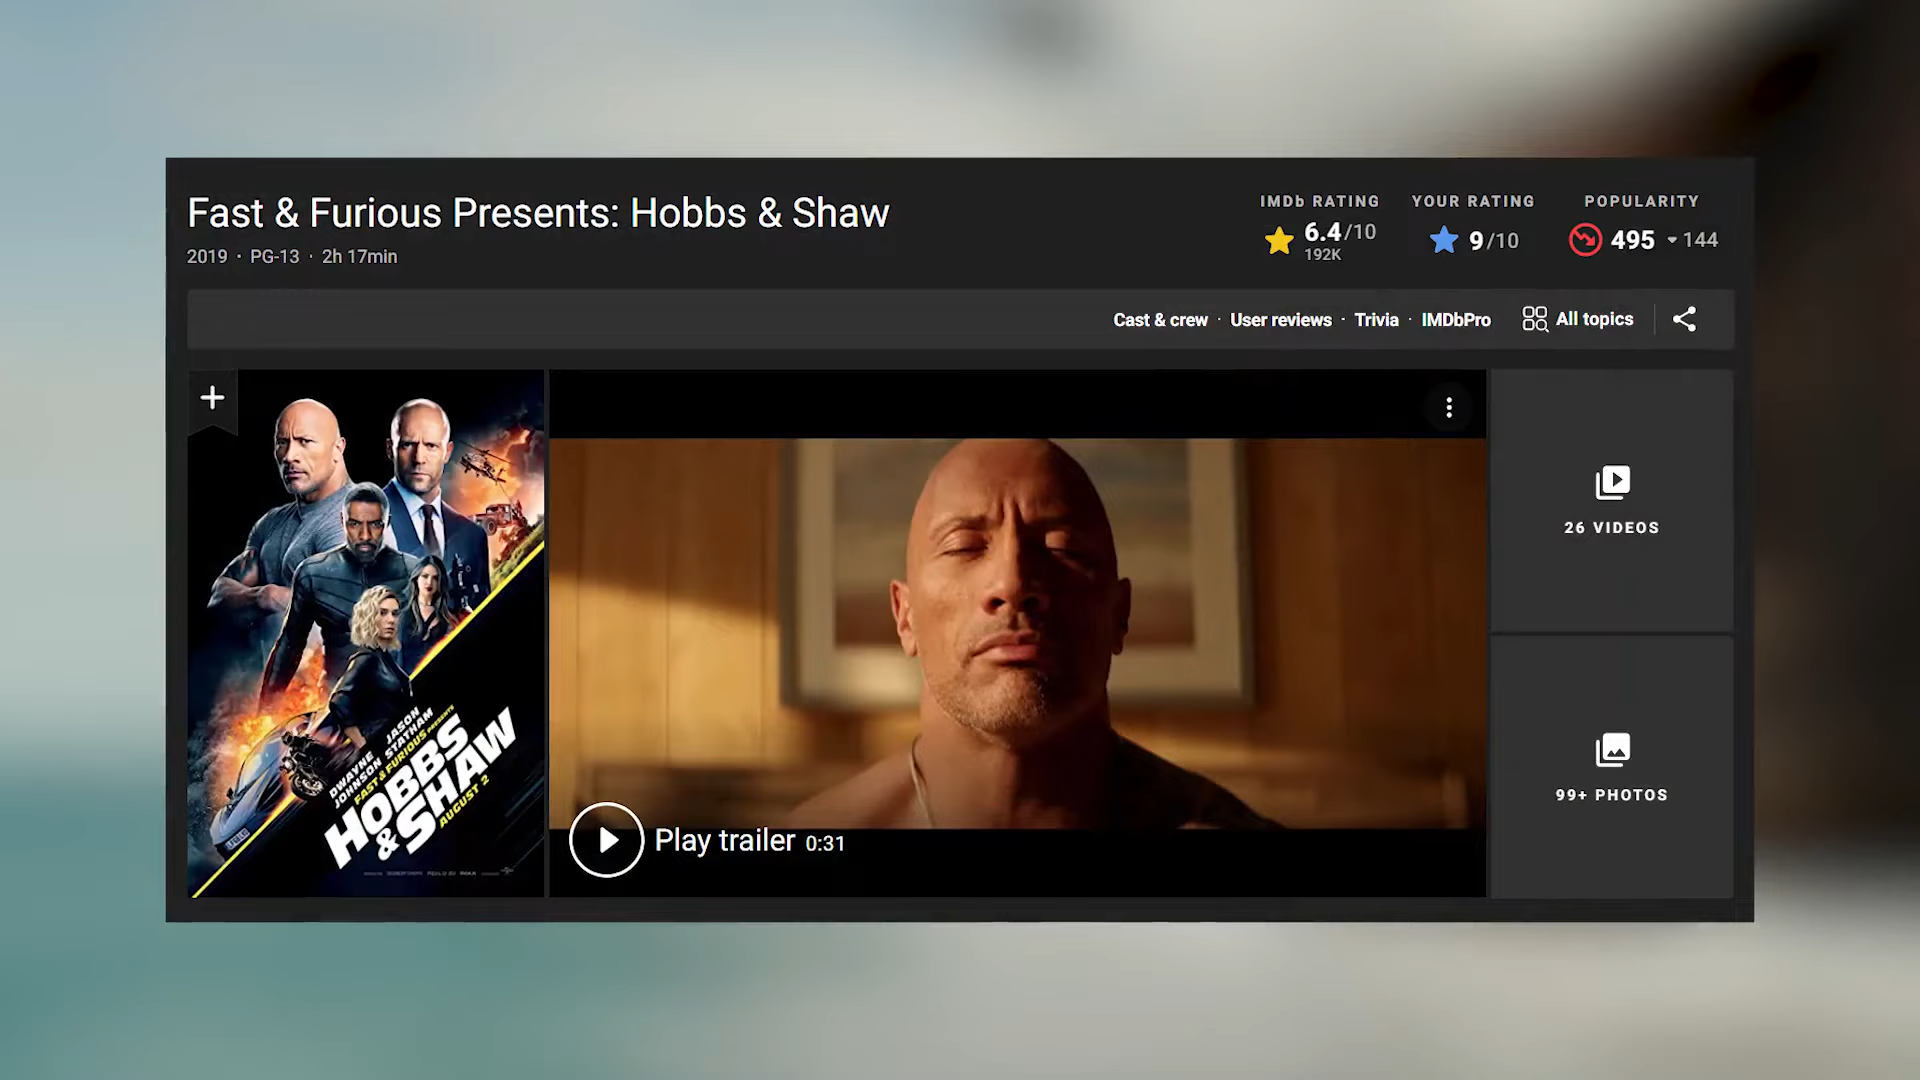 Fast & Furious Presents: Hobbs & Shaw
2019 · PG-13 · 2h 17min
IMDb RATING
6.4/10
192K
YOUR RATING
9/10
POPULARITY
495
144
Cast & crew · User reviews · Trivia · IMDbPro
All topics
DWAYNE JOHNSON
JASON STATHAM
FAST & FURIOUS PRESENTS
HOBBS
& SHAW
AUGUST 2
Play trailer 0:31
26 VIDEOS
99+ PHOTOS